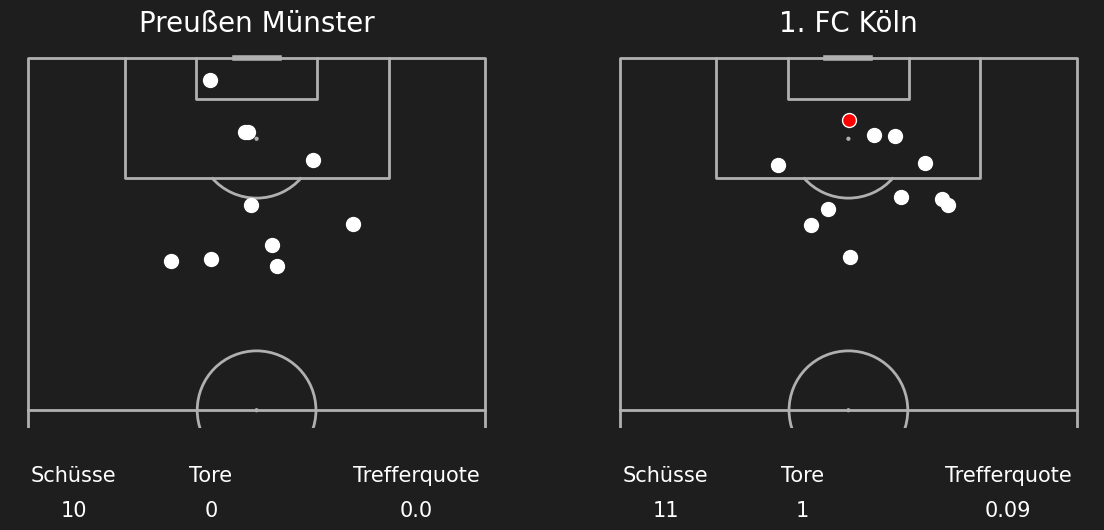 Preußen Münster
1. FC Köln
Schüsse Tore Trefferquote
10 0 0.0
Schüsse Tore Trefferquote
11 1 0.09